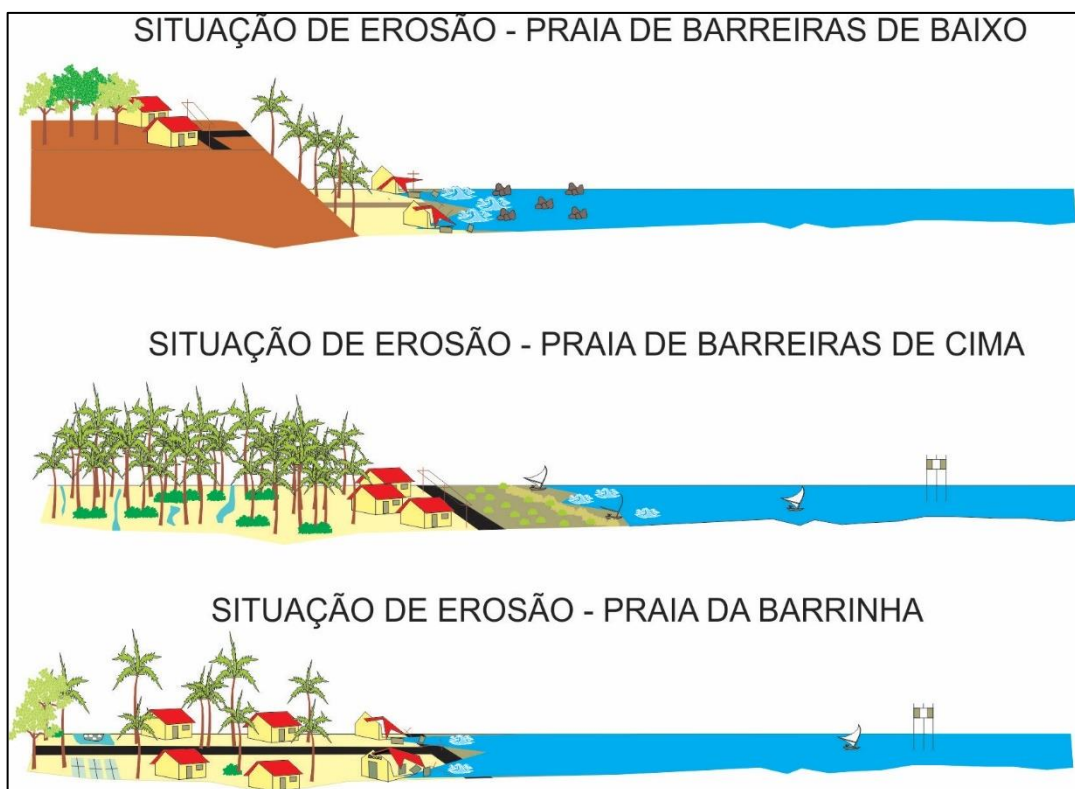 SITUAÇÃO DE EROSÃO - PRAIA DE BARREIRAS DE BAIXO
SITUAÇÃO DE EROSÃO - PRAIA DE BARREIRAS DE CIMA
SITUAÇÃO DE EROSÃO - PRAIA DA BARRINHA